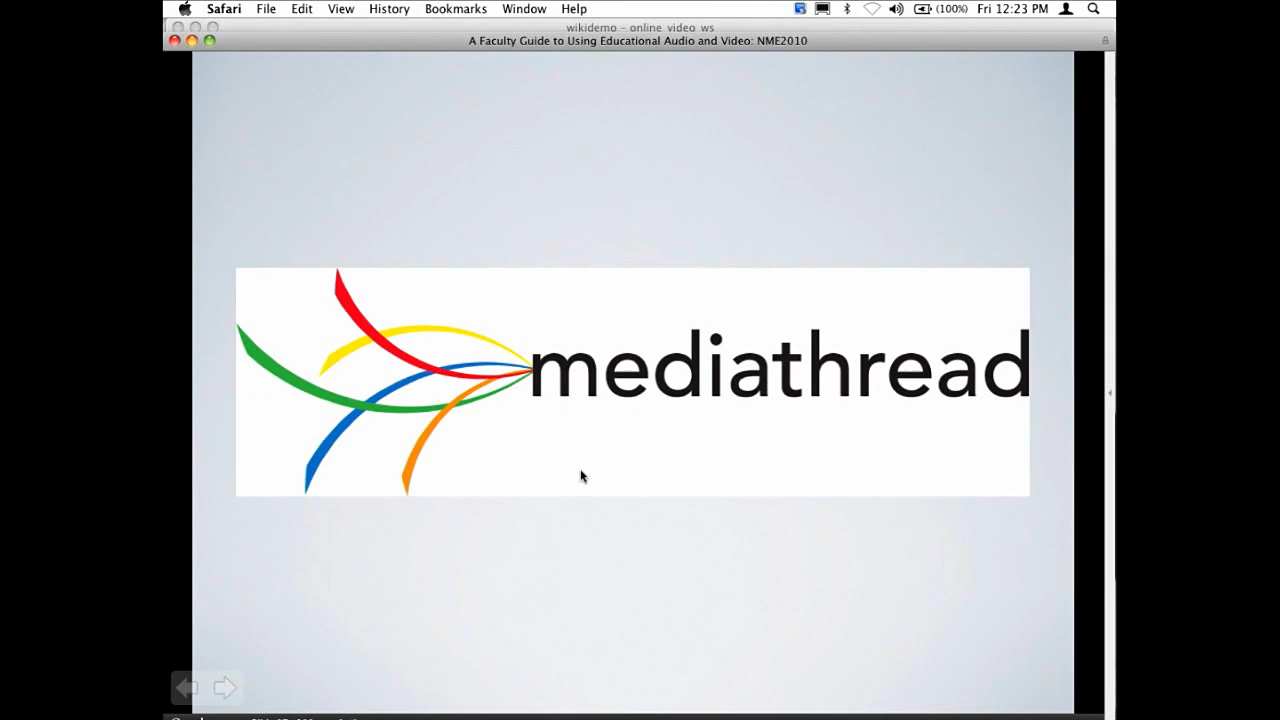 Safari File Edit View History Bookmarks Window Help (100%) Fri 12:23 PM
wikidemo – online video ws
A Faculty Guide to Using Educational Audio and Video: NME2010
mediathread